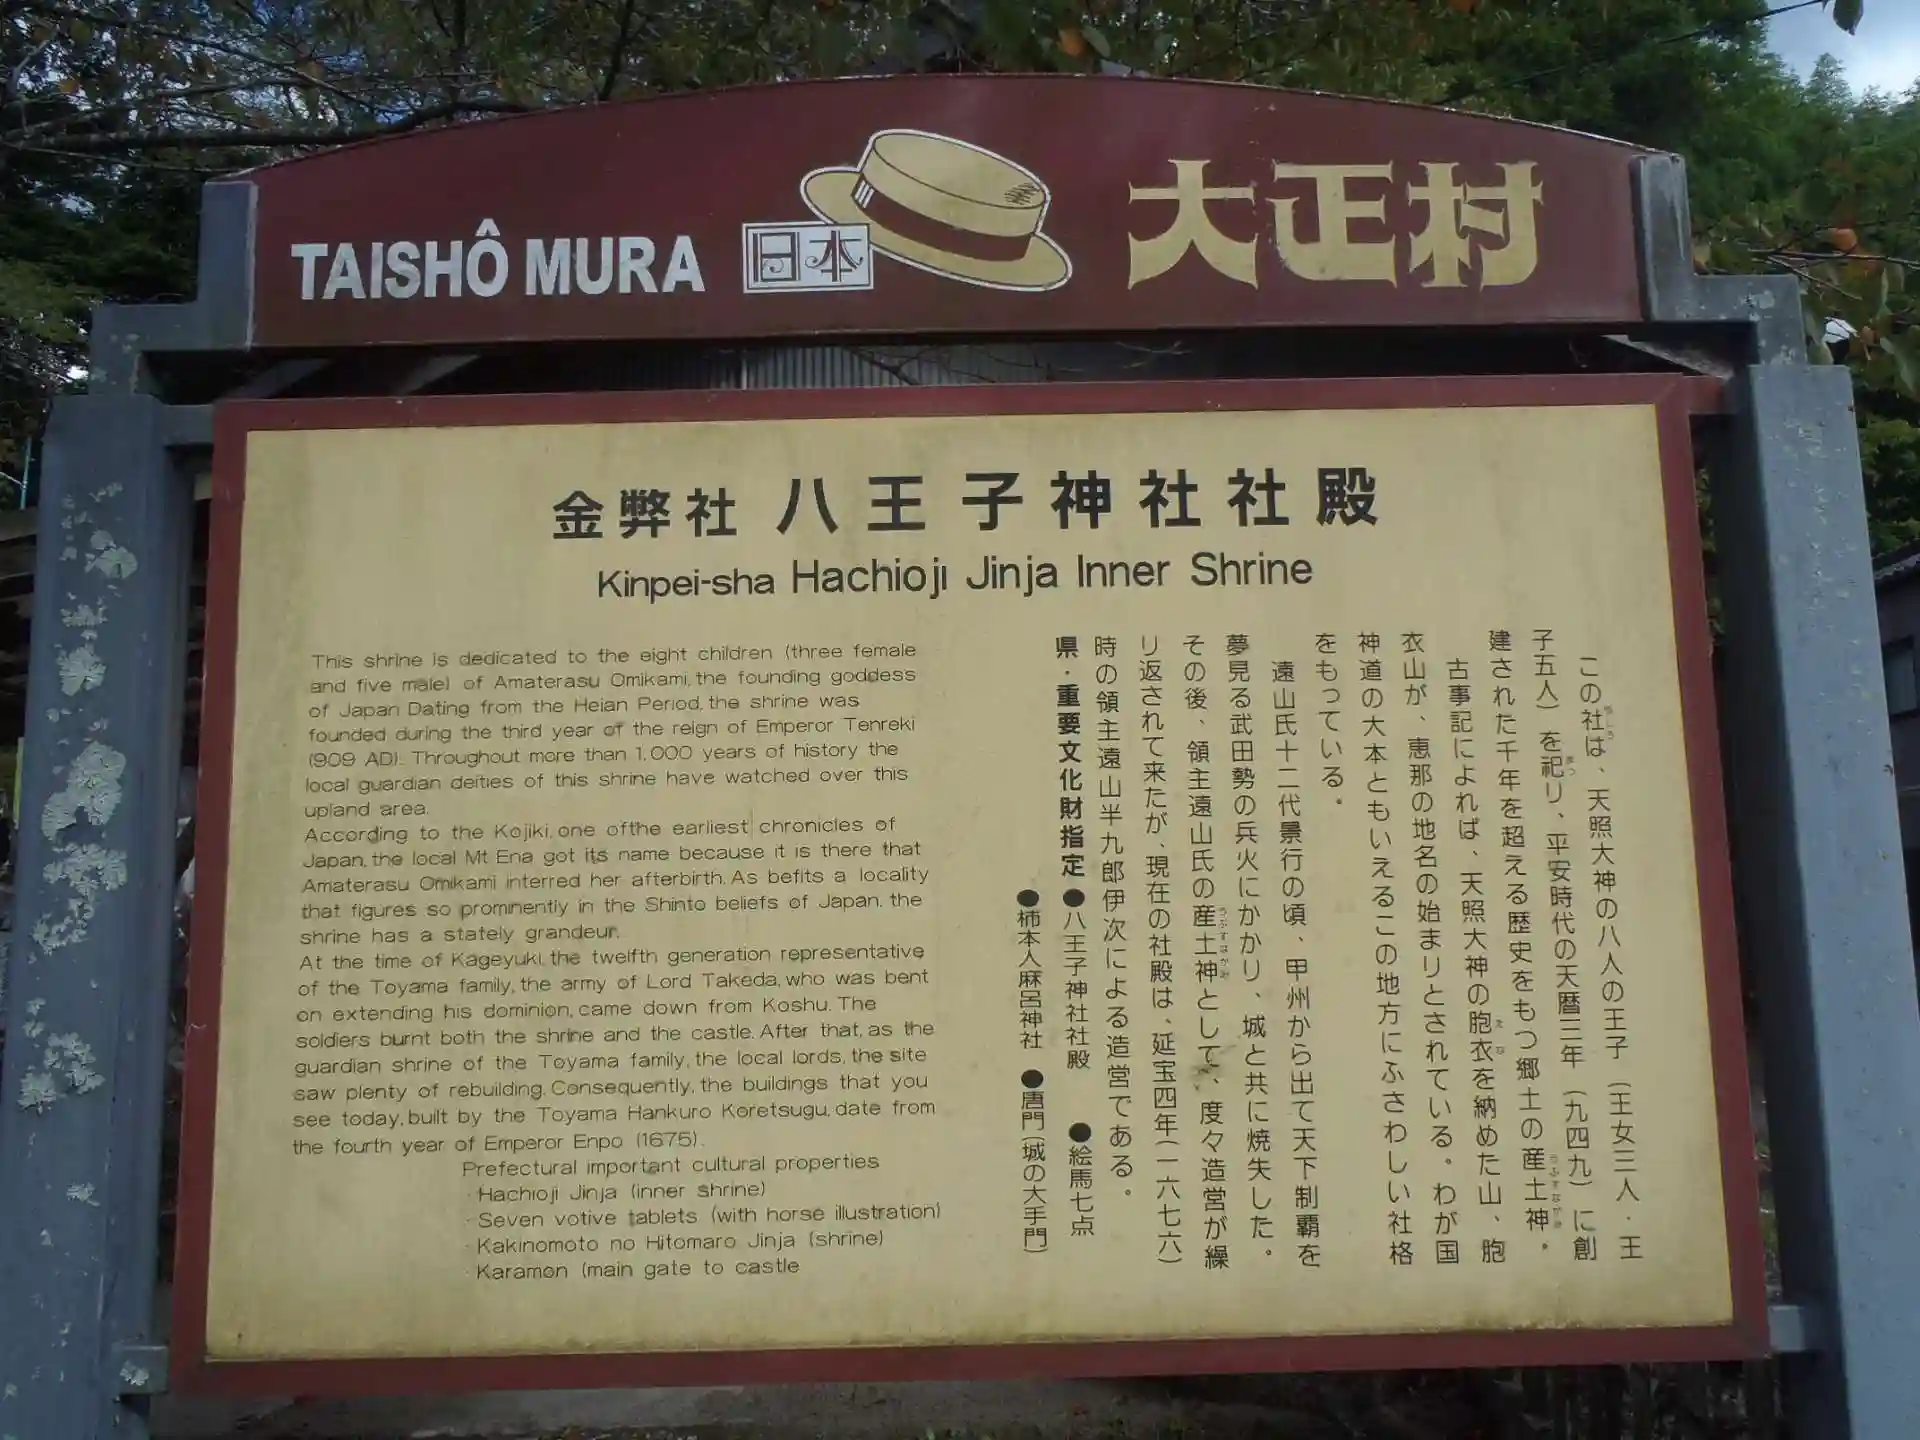 TAISHÔ MURA 日本 大正村
金弊社 八王子神社社殿
Kinpei-sha Hachioji Jinja Inner Shrine
This shrine is dedicated to the eight children (three female
and five male) of Amaterasu Omikami, the founding goddess
of Japan. Dating from the Heian Period, the shrine was
founded during the third year of the reign of Emperor Tenreki
(909 AD). Throughout more than 1,000 years of history the
local guardian deities of this shrine have watched over this
upland area.
According to the Kojiki, one ofthe earliest chronicles of
Japan, the local Mt Ena got its name because it is there that
Amaterasu Omikami interred her afterbirth. As befits a locality
that figures so prominently in the Shinto beliefs of Japan, the
shrine has a stately grandeur.
At the time of Kageyuki, the twelfth generation representative
of the Toyama family, the army of Lord Takeda, who was bent
on extending his dominion, came down from Koshu. The
soldiers burnt both the shrine and the castle. After that, as the
guardian shrine of the Toyama family, the local lords, the site
saw plenty of rebuilding. Consequently, the buildings that you
see today, built by the Toyama Hankuro Koretsugu, date from
the fourth year of Emperor Enpo (1675).
Prefectural important cultural properties
· Hachioji Jinja (inner shrine)
· Seven votive tablets (with horse illustration)
· Kakinomoto no Hitomaro Jinja (shrine)
· Karamon (main gate to castle
この社は、天照大神の八人の王子（王女三人・王
子五人）を祀り、平安時代の天暦三年（九四九）に創
建された千年を超える歴史をもつ郷土の産土神。
古事記によれば、天照大神の胞衣を納めた山、胞
衣山が、恵那の地名の始まりとされている。わが国
神道の大本ともいえるこの地方にふさわしい社格
をもっている。
遠山氏十二代景行の頃、甲州から出て天下制覇を
夢見る武田勢の兵火にかかり、城と共に焼失した。
その後、領主遠山氏の産土神として、度々造営が繰
り返されて来たが、現在の社殿は、延宝四年（一六七六）
時の領主遠山半九郎伊次による造営である。
県・重要文化財指定 ●八王子神社社殿 ●絵馬七点
●柿本人麻呂神社 ●唐門（城の大手門）